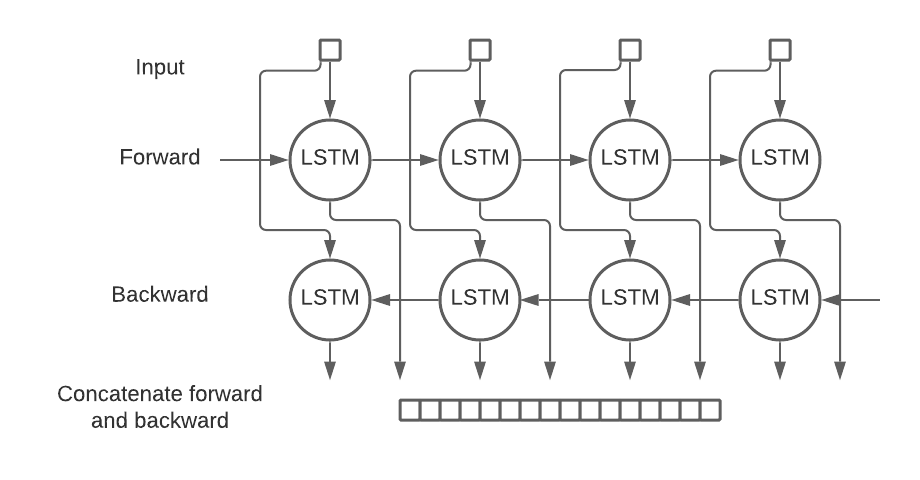 Input
Forward
LSTM
LSTM
LSTM
LSTM
Backward
LSTM
LSTM
LSTM
LSTM
Concatenate forward
and backward